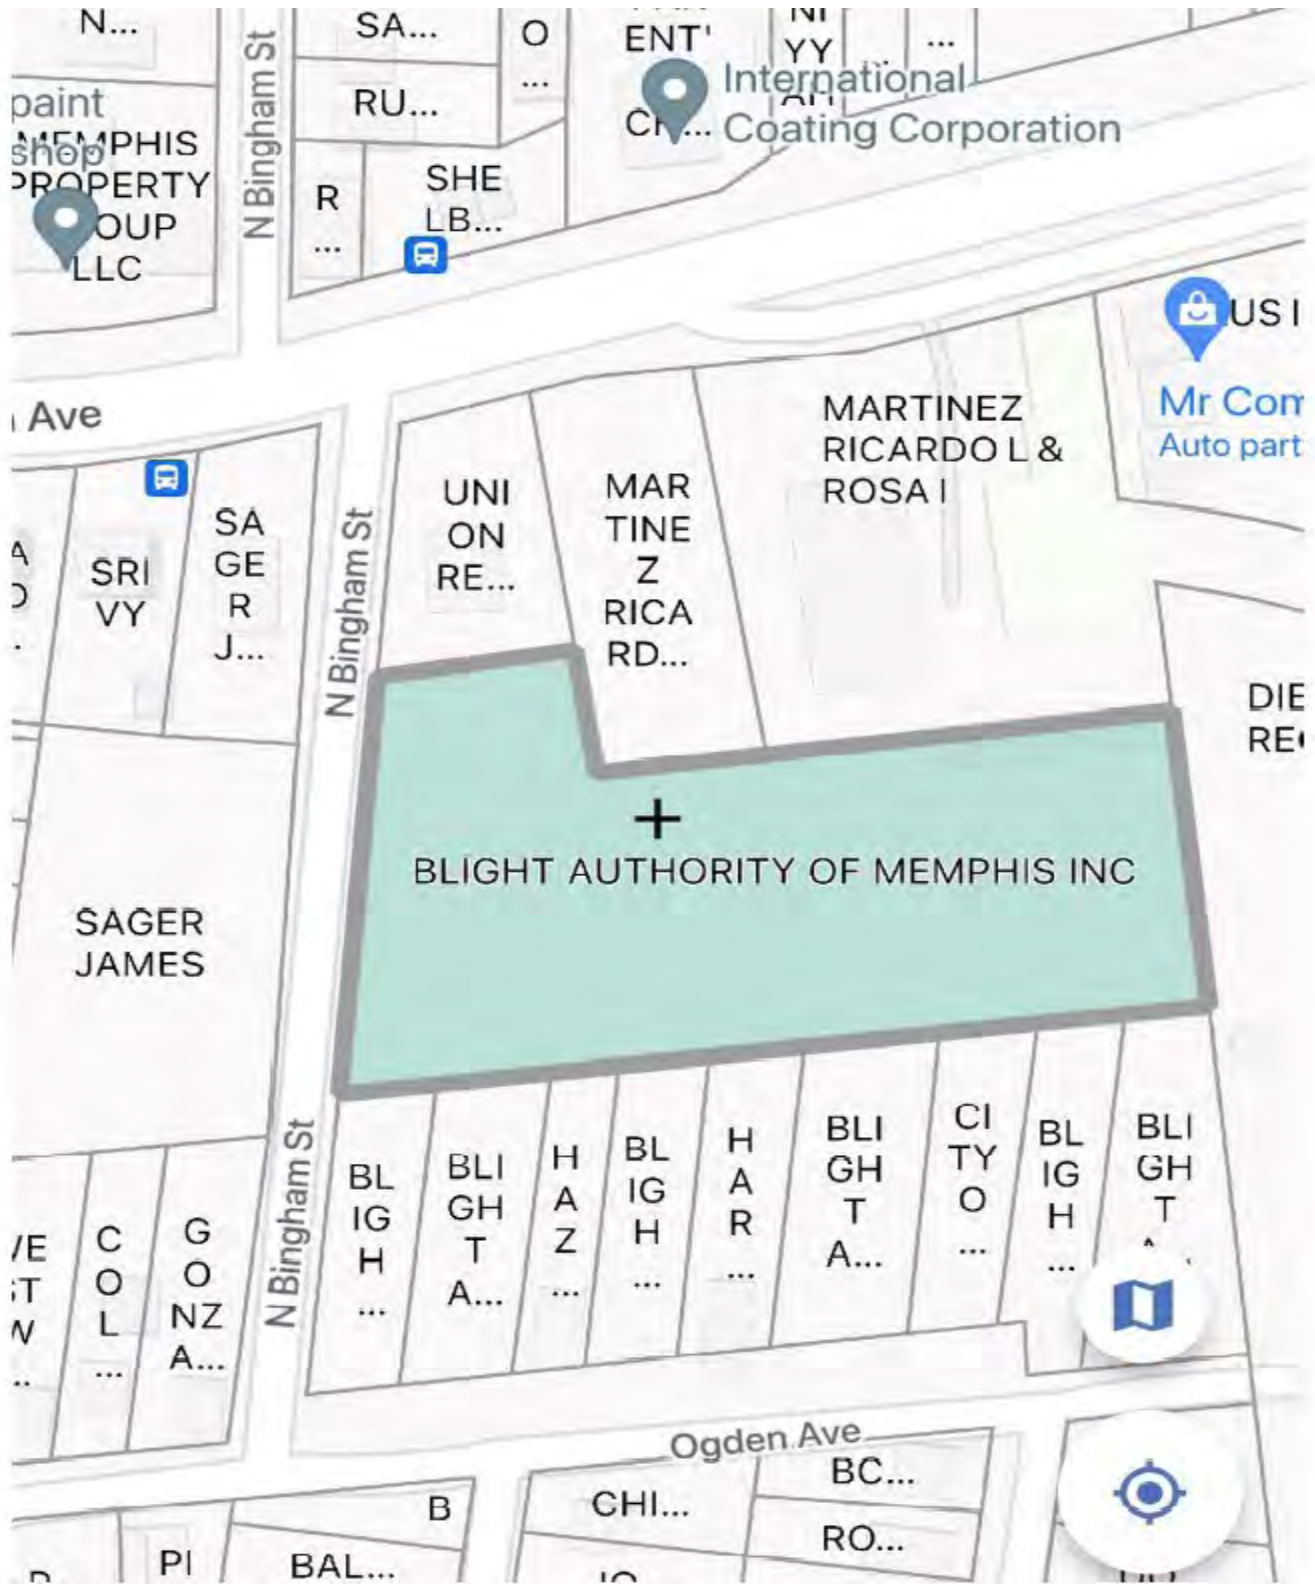 N...
SA...
O
...
ENT'
NI
YY
...
N Bingham St
paint
shop
RU...
International
Coating Corporation
MEMPHIS
PROPERTY
OUP
LLC
R
...
SHE
LB...
US I
Mr Com
Auto part
Ave
MARTINEZ
RICARDO L &
ROSA I
UNI
ON
RE...
MAR
TINE
Z
RICA
RD...
SA
GE
R
J...
SRI
VY
N Bingham St
DIE
BLIGHT AUTHORITY OF MEMPHIS INC
SAGER
JAMES
N Bingham St
BL
IG
H
...
BLI
GH
T
A...
H
A
Z
...
BL
IG
H
...
H
A
R
...
BLI
GH
T
A...
CI
TY
O
...
BL
IG
H
...
BLI
GH
T
C
O
L
...
G
O
NZ
A...
Ogden Ave
BC...
B
CHI...
RO...
PI
BAL...